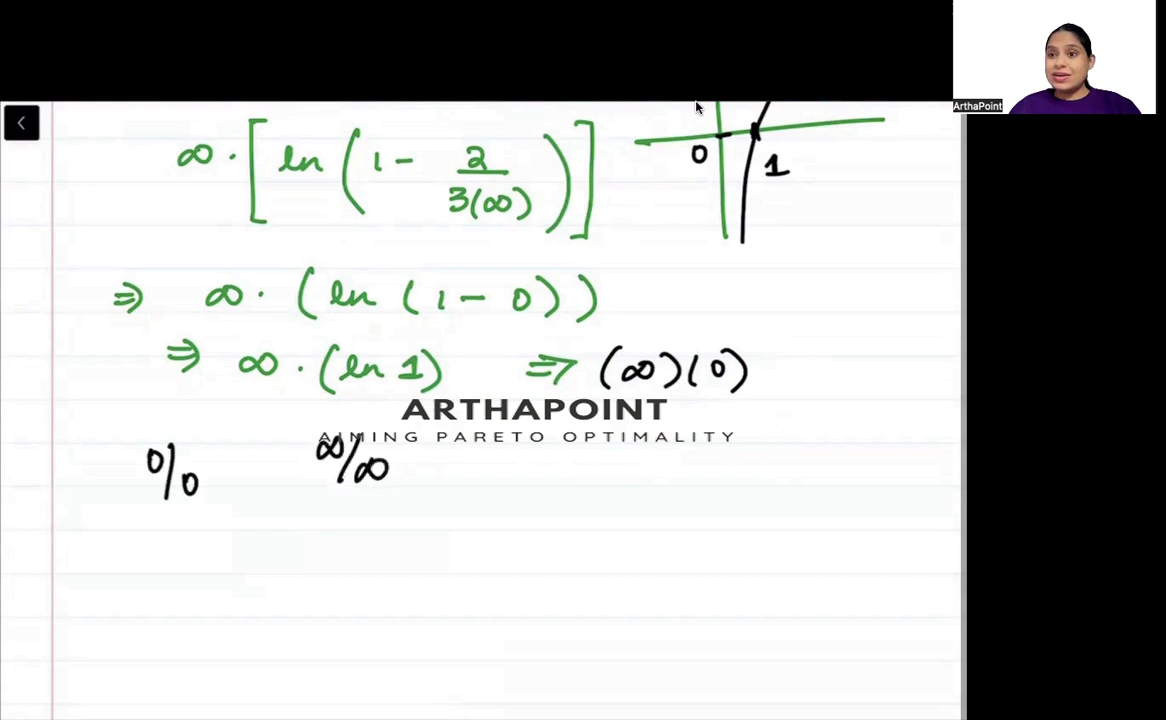 ArthaPoint
∞ · [ ln ( 1 - 2/3(∞) ) ]
0 1
⇒ ∞ · ( ln ( 1 - 0 ) )
⇒ ∞ · ( ln 1 ) ⇒ (∞)(0)
ARTHAPOINT
AIMING PARETO OPTIMALITY
0/0 ∞/∞